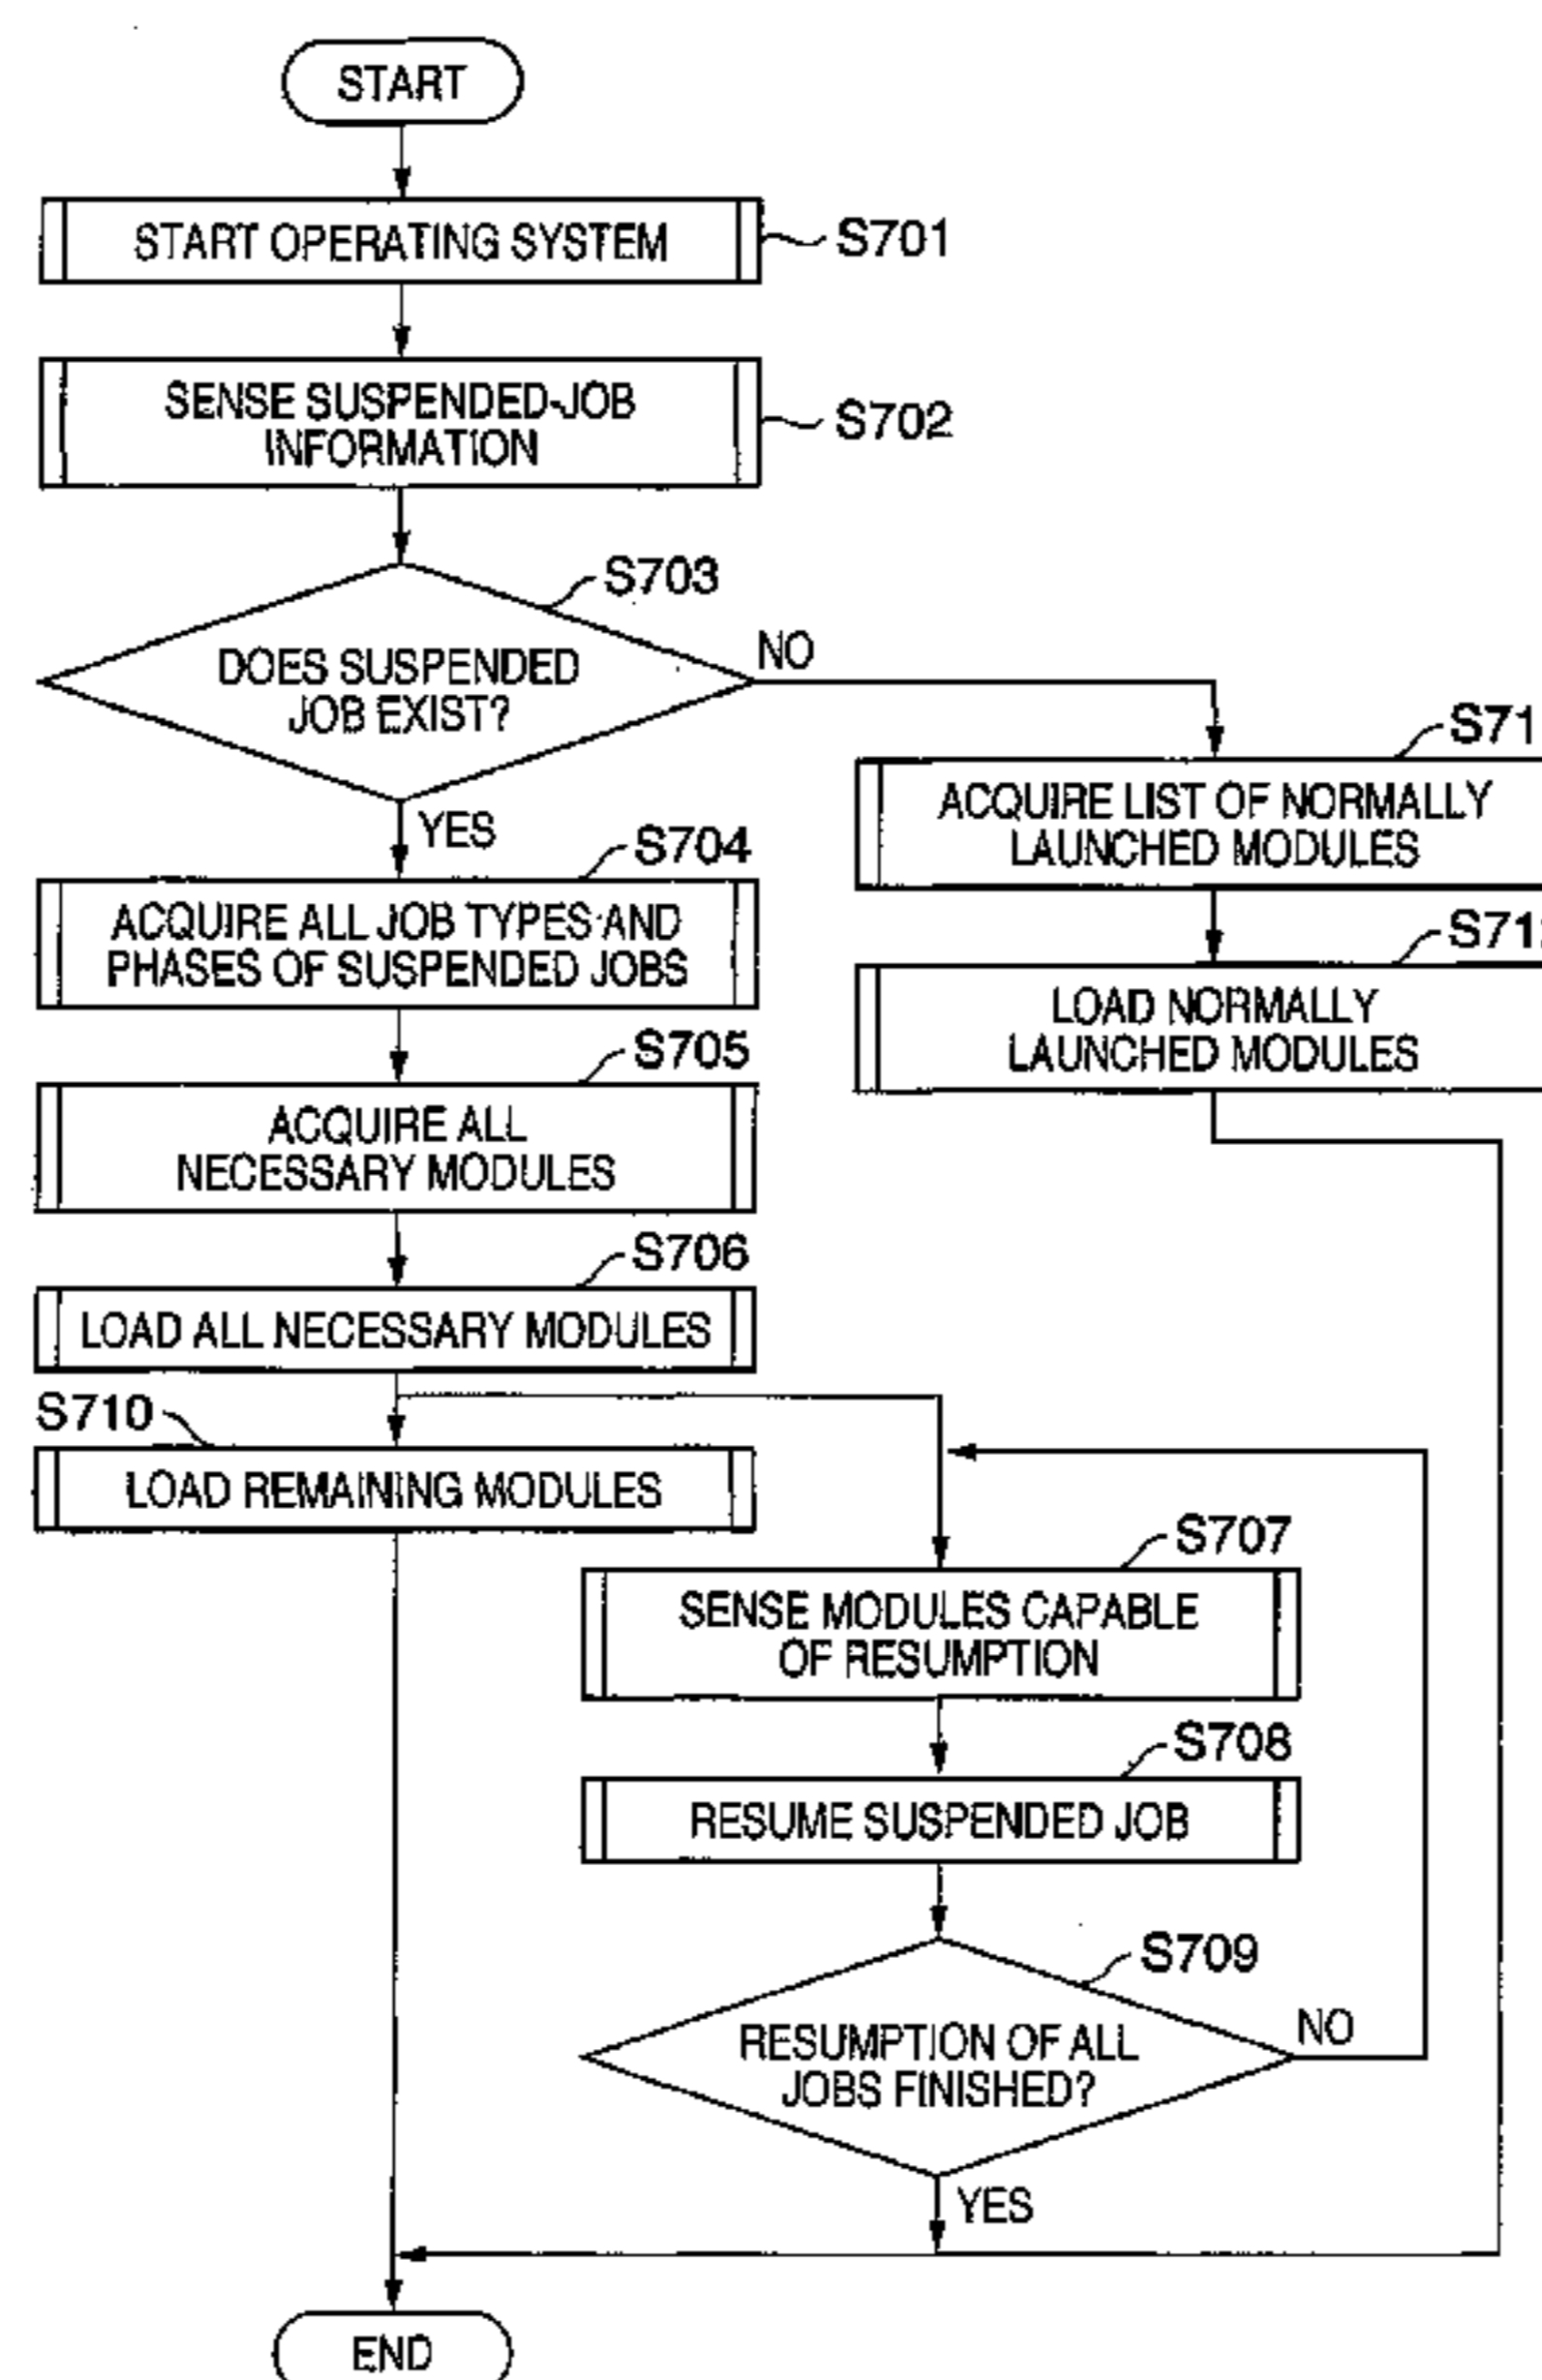 START
START OPERATING SYSTEM
S701
SENSE SUSPENDED-JOB
INFORMATION
S702
S703
DOES SUSPENDED
JOB EXIST?
NO
YES
S71
ACQUIRE LIST OF NORMALLY
LAUNCHED MODULES
S704
ACQUIRE ALL JOB TYPES AND
PHASES OF SUSPENDED JOBS
S712
LOAD NORMALLY
LAUNCHED MODULES
S705
ACQUIRE ALL
NECESSARY MODULES
S706
LOAD ALL NECESSARY MODULES
S710
LOAD REMAINING MODULES
S707
SENSE MODULES CAPABLE
OF RESUMPTION
S708
RESUME SUSPENDED JOB
S709
RESUMPTION OF ALL
JOBS FINISHED?
NO
YES
END